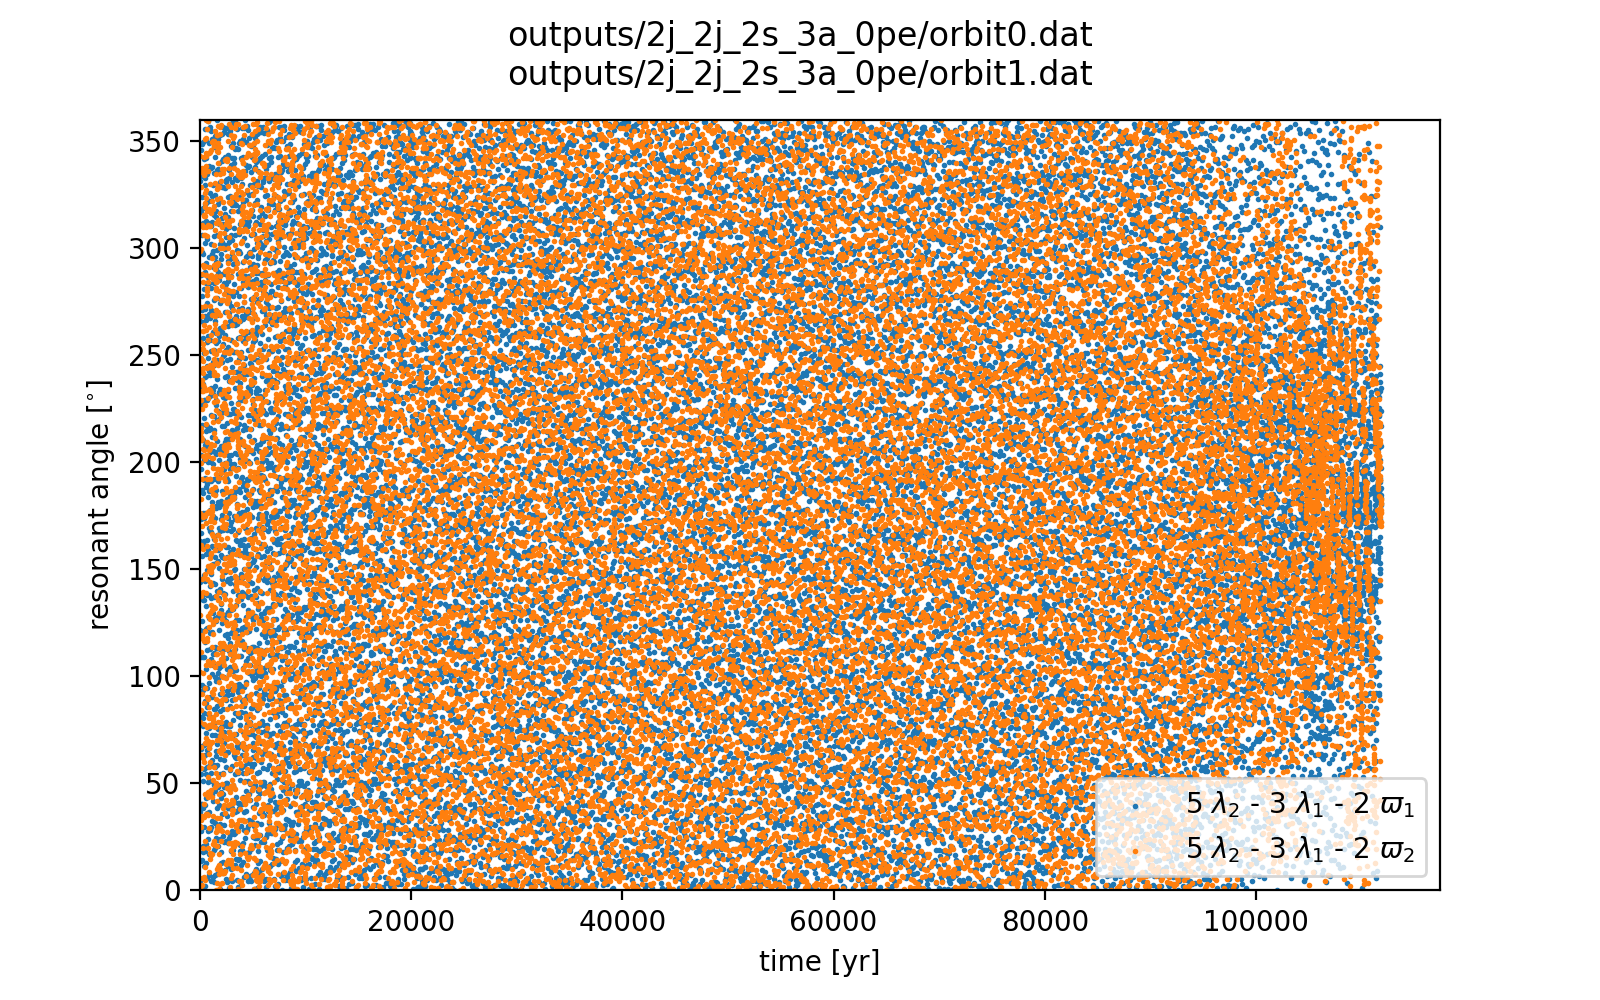 outputs/2j_2j_2s_3a_0pe/orbit0.dat
outputs/2j_2j_2s_3a_0pe/orbit1.dat
350
300
250
200
150
100
50
0
resonant angle [°]
5 λ₂ - 3 λ₁ - 2 ϖ₁
5 λ₂ - 3 λ₁ - 2 ϖ₂
0 20000 40000 60000 80000 100000
time [yr]